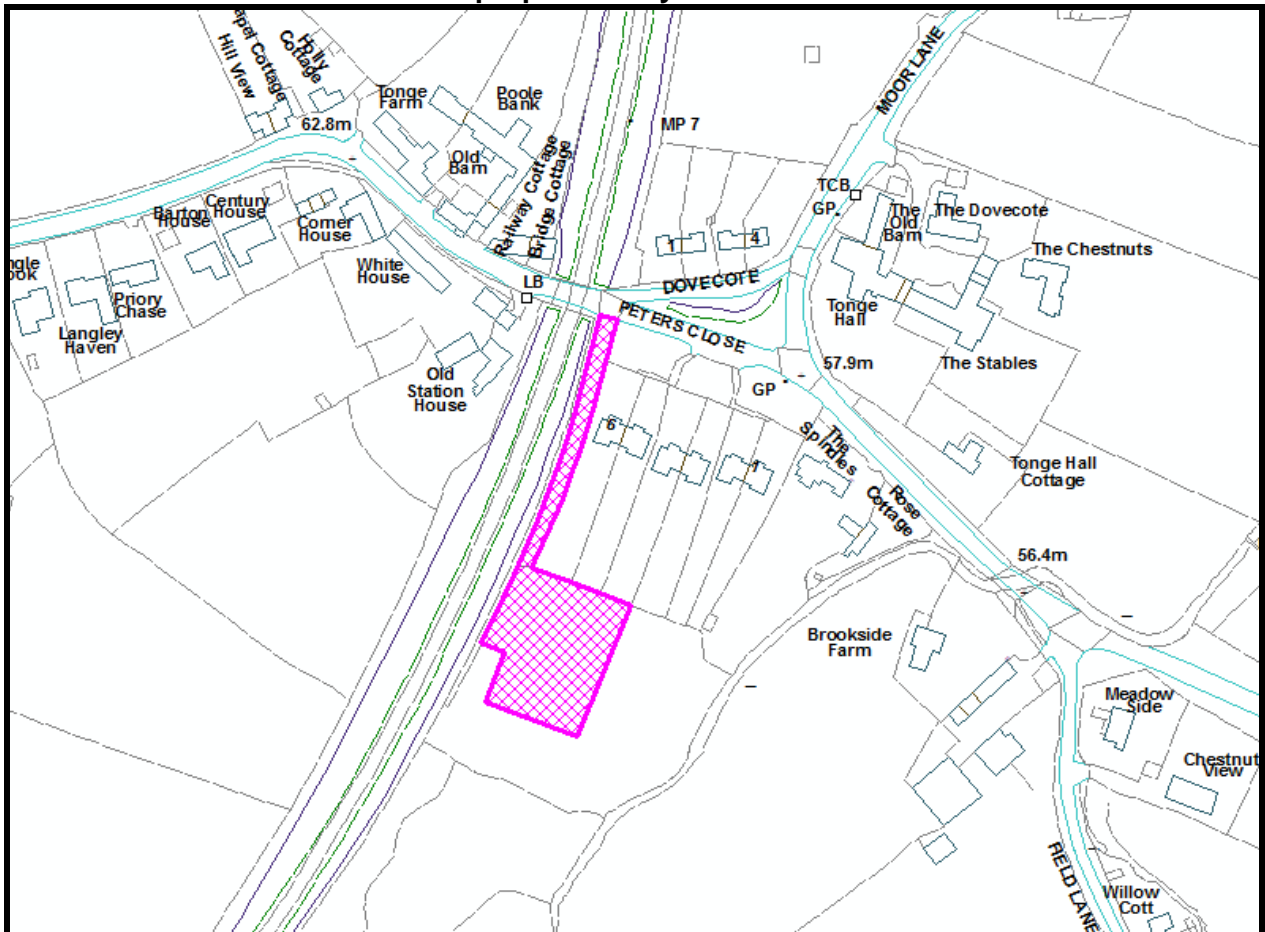 Hill View
Cottage
Holly
Cottage
62.8m
Tonge
Farm
Poole
Bank
Old
Barn
Railway Cottage
Bridge Cottage
MP 7
MOOR LANE
TCB
GP
The
Old
Barn
The Dovecote
The Chestnuts
Barton
House
Century
House
Corner
House
White
House
Priory
Chase
Langley
Haven
LB
1
4
DOVECOTE
PETERS CLOSE
Tonge
Hall
The Stables
57.9m
GP
Old
Station
House
6
1
The
Spindles
Rose
Cottage
Tonge Hall
Cottage
56.4m
Brookside
Farm
Meadow
Side
Chestnut
View
FIELD LANE
Willow
Cott